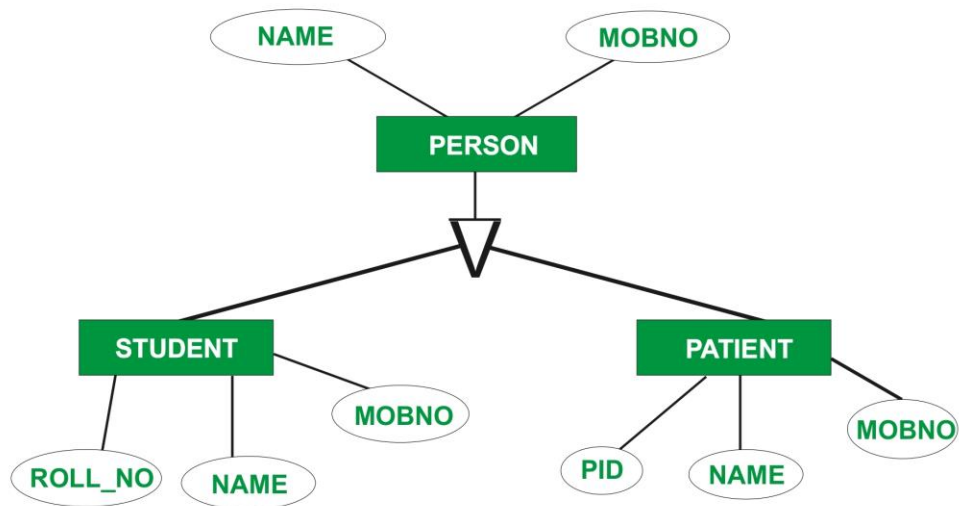 NAME
MOBNO
PERSON
STUDENT
PATIENT
MOBNO
MOBNO
ROLL_NO
NAME
PID
NAME